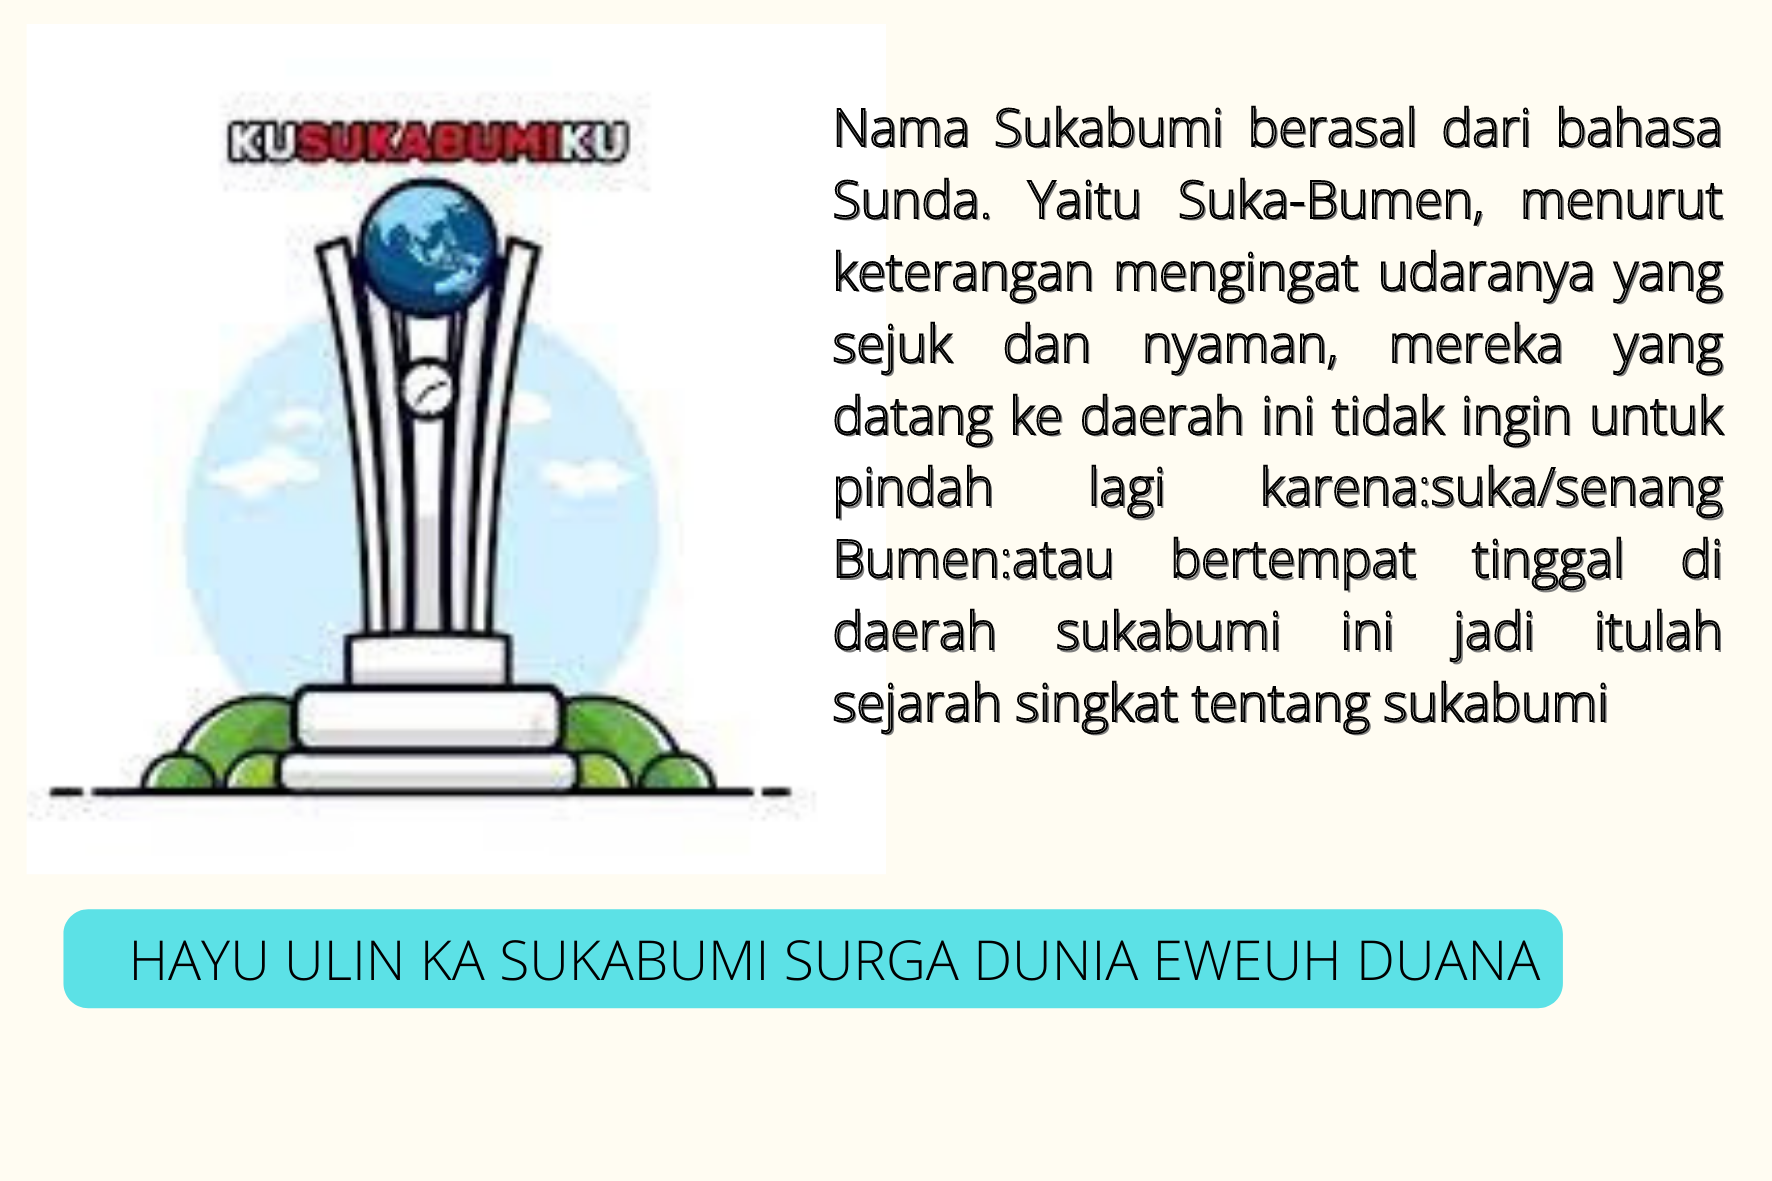 KUSUKABUMIKU
Nama Sukabumi berasal dari bahasa
Sunda. Yaitu Suka-Bumen, menurut
keterangan mengingat udaranya yang
sejuk dan nyaman, mereka yang
datang ke daerah ini tidak ingin untuk
pindah lagi karena:suka/senang
Bumen:atau bertempat tinggal di
daerah sukabumi ini jadi itulah
sejarah singkat tentang sukabumi
HAYU ULIN KA SUKABUMI SURGA DUNIA EWEUH DUANA